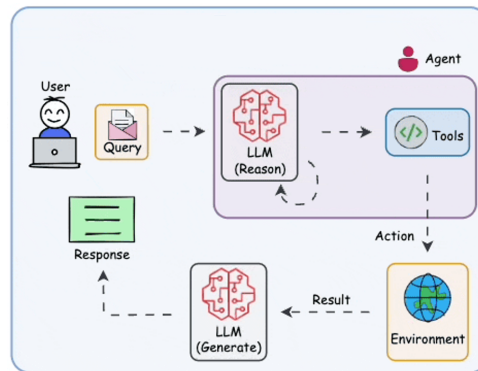 Agent
User
Query
LLM
(Reason)
</>
Tools
Action
Response
Result
LLM
(Generate)
Environment